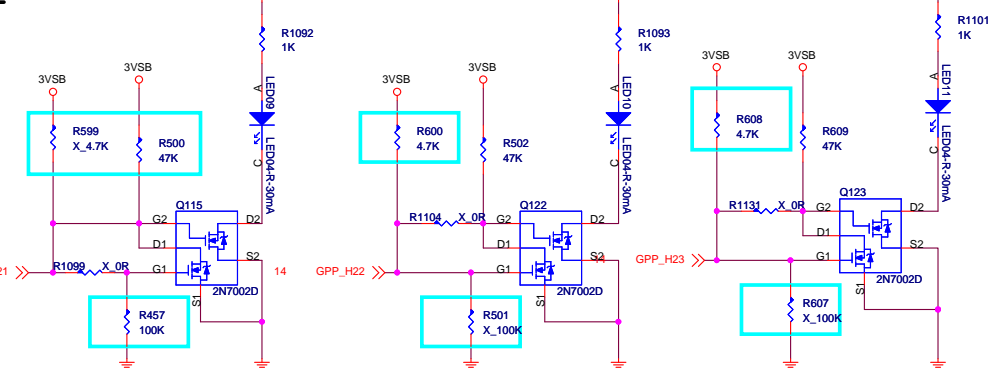 R1092
1K
3VSB
3VSB
LED09
A
C
LED04-R-30mA
R599
X_4.7K
R500
47K
Q115
G2
D2
D1
S2
G1
S1
2N7002D
21
R1099
X_0R
14
R457
100K
R1093
1K
3VSB
3VSB
LED10
A
C
LED04-R-30mA
R600
4.7K
R502
47K
Q122
R1104
X_0R
G2
D2
D1
S2
G1
S1
2N7002D
GPP_H22
R501
X_100K
R1101
1K
3VSB
3VSB
LED11
A
C
LED04-R-30mA
R608
4.7K
R609
47K
Q123
R1131
X_0R
G2
D2
D1
S2
G1
S1
2N7002D
GPP_H23
R607
X_100K